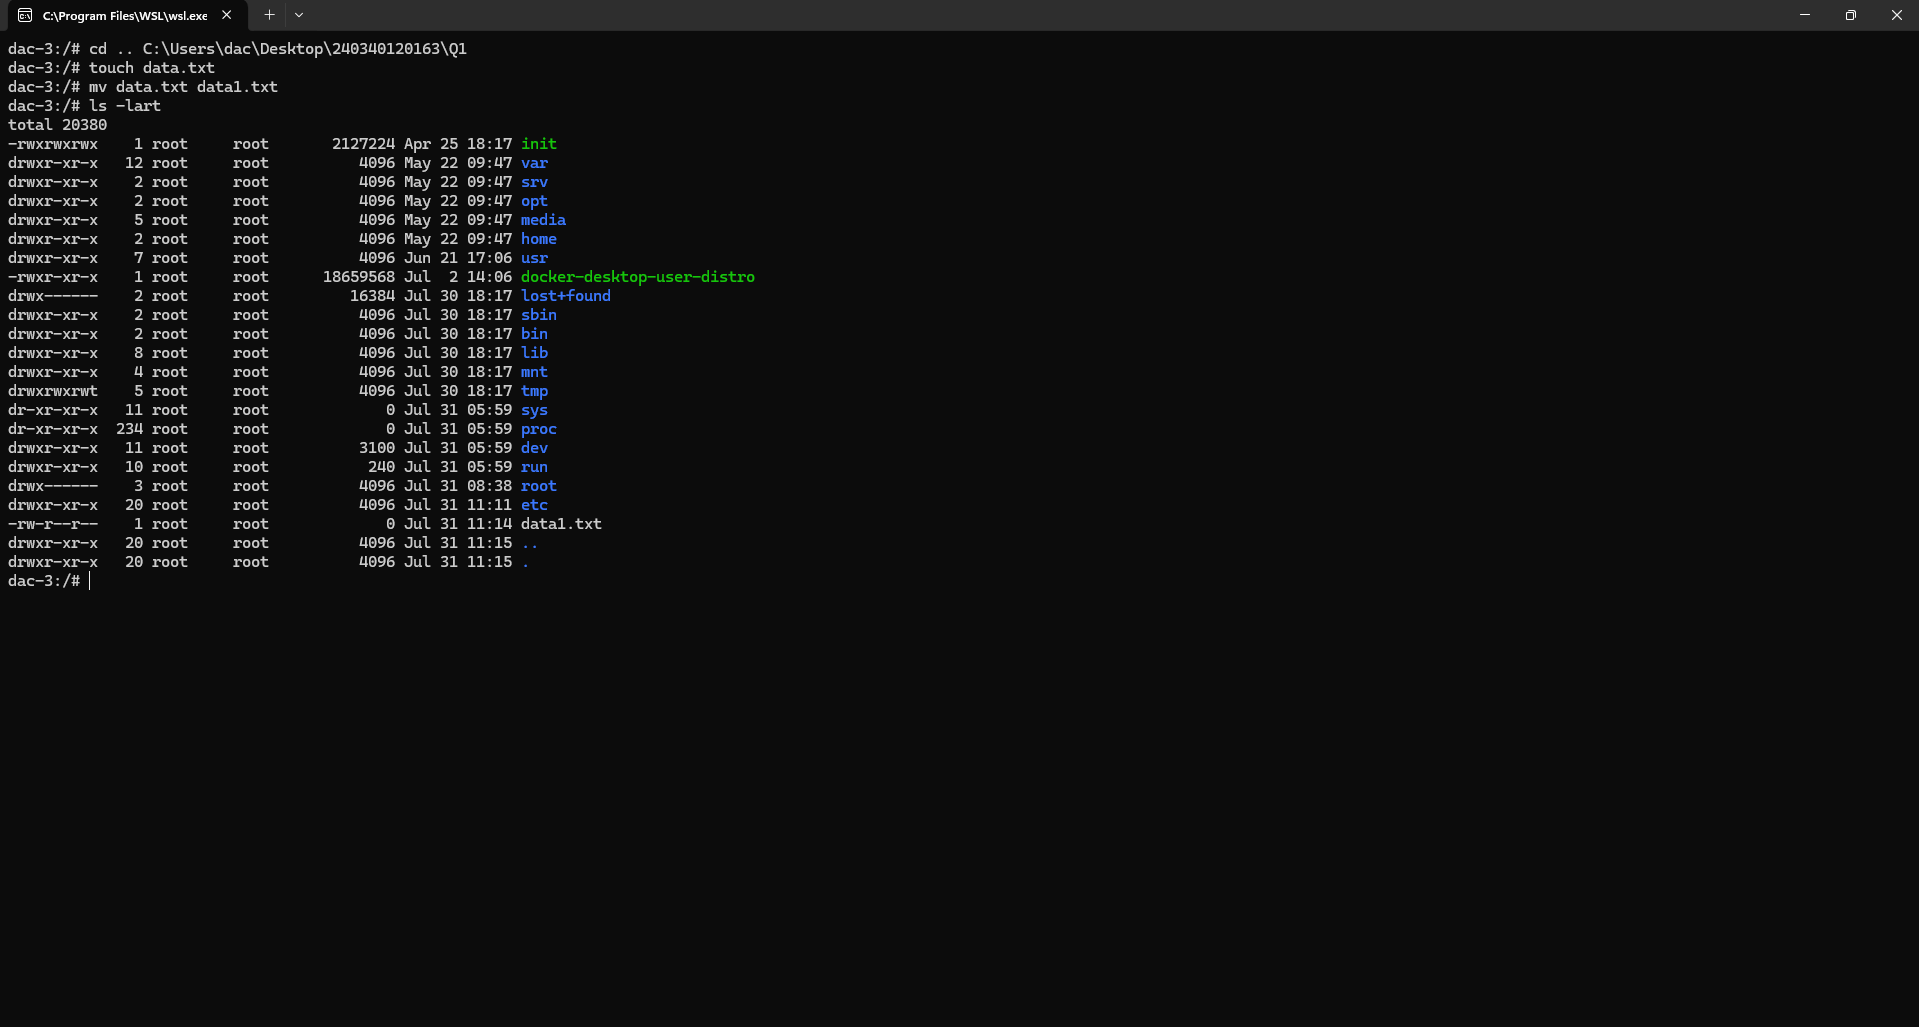 C:\Program Files\WSL\wsl.exe
dac-3:/# cd .. C:\Users\dac\Desktop\240340120163\Q1
dac-3:/# touch data.txt
dac-3:/# mv data.txt data1.txt
dac-3:/# ls -lart
total 20380
-rwxrwxrwx    1 root     root       2127224 Apr 25 18:17 init
drwxr-xr-x   12 root     root          4096 May 22 09:47 var
drwxr-xr-x    2 root     root          4096 May 22 09:47 srv
drwxr-xr-x    2 root     root          4096 May 22 09:47 opt
drwxr-xr-x    5 root     root          4096 May 22 09:47 media
drwxr-xr-x    2 root     root          4096 May 22 09:47 home
drwxr-xr-x    7 root     root          4096 Jun 21 17:06 usr
-rwxr-xr-x    1 root     root      18659568 Jul  2 14:06 docker-desktop-user-distro
drwx------    2 root     root         16384 Jul 30 18:17 lost+found
drwxr-xr-x    2 root     root          4096 Jul 30 18:17 sbin
drwxr-xr-x    2 root     root          4096 Jul 30 18:17 bin
drwxr-xr-x    8 root     root          4096 Jul 30 18:17 lib
drwxr-xr-x    4 root     root          4096 Jul 30 18:17 mnt
drwxrwxrwt    5 root     root          4096 Jul 30 18:17 tmp
dr-xr-xr-x   11 root     root             0 Jul 31 05:59 sys
dr-xr-xr-x  234 root     root             0 Jul 31 05:59 proc
drwxr-xr-x   11 root     root          3100 Jul 31 05:59 dev
drwxr-xr-x   10 root     root           240 Jul 31 05:59 run
drwx------    3 root     root          4096 Jul 31 08:38 root
drwxr-xr-x   20 root     root          4096 Jul 31 11:11 etc
-rw-r--r--    1 root     root             0 Jul 31 11:14 data1.txt
drwxr-xr-x   20 root     root          4096 Jul 31 11:15 ..
drwxr-xr-x   20 root     root          4096 Jul 31 11:15 .
dac-3:/#